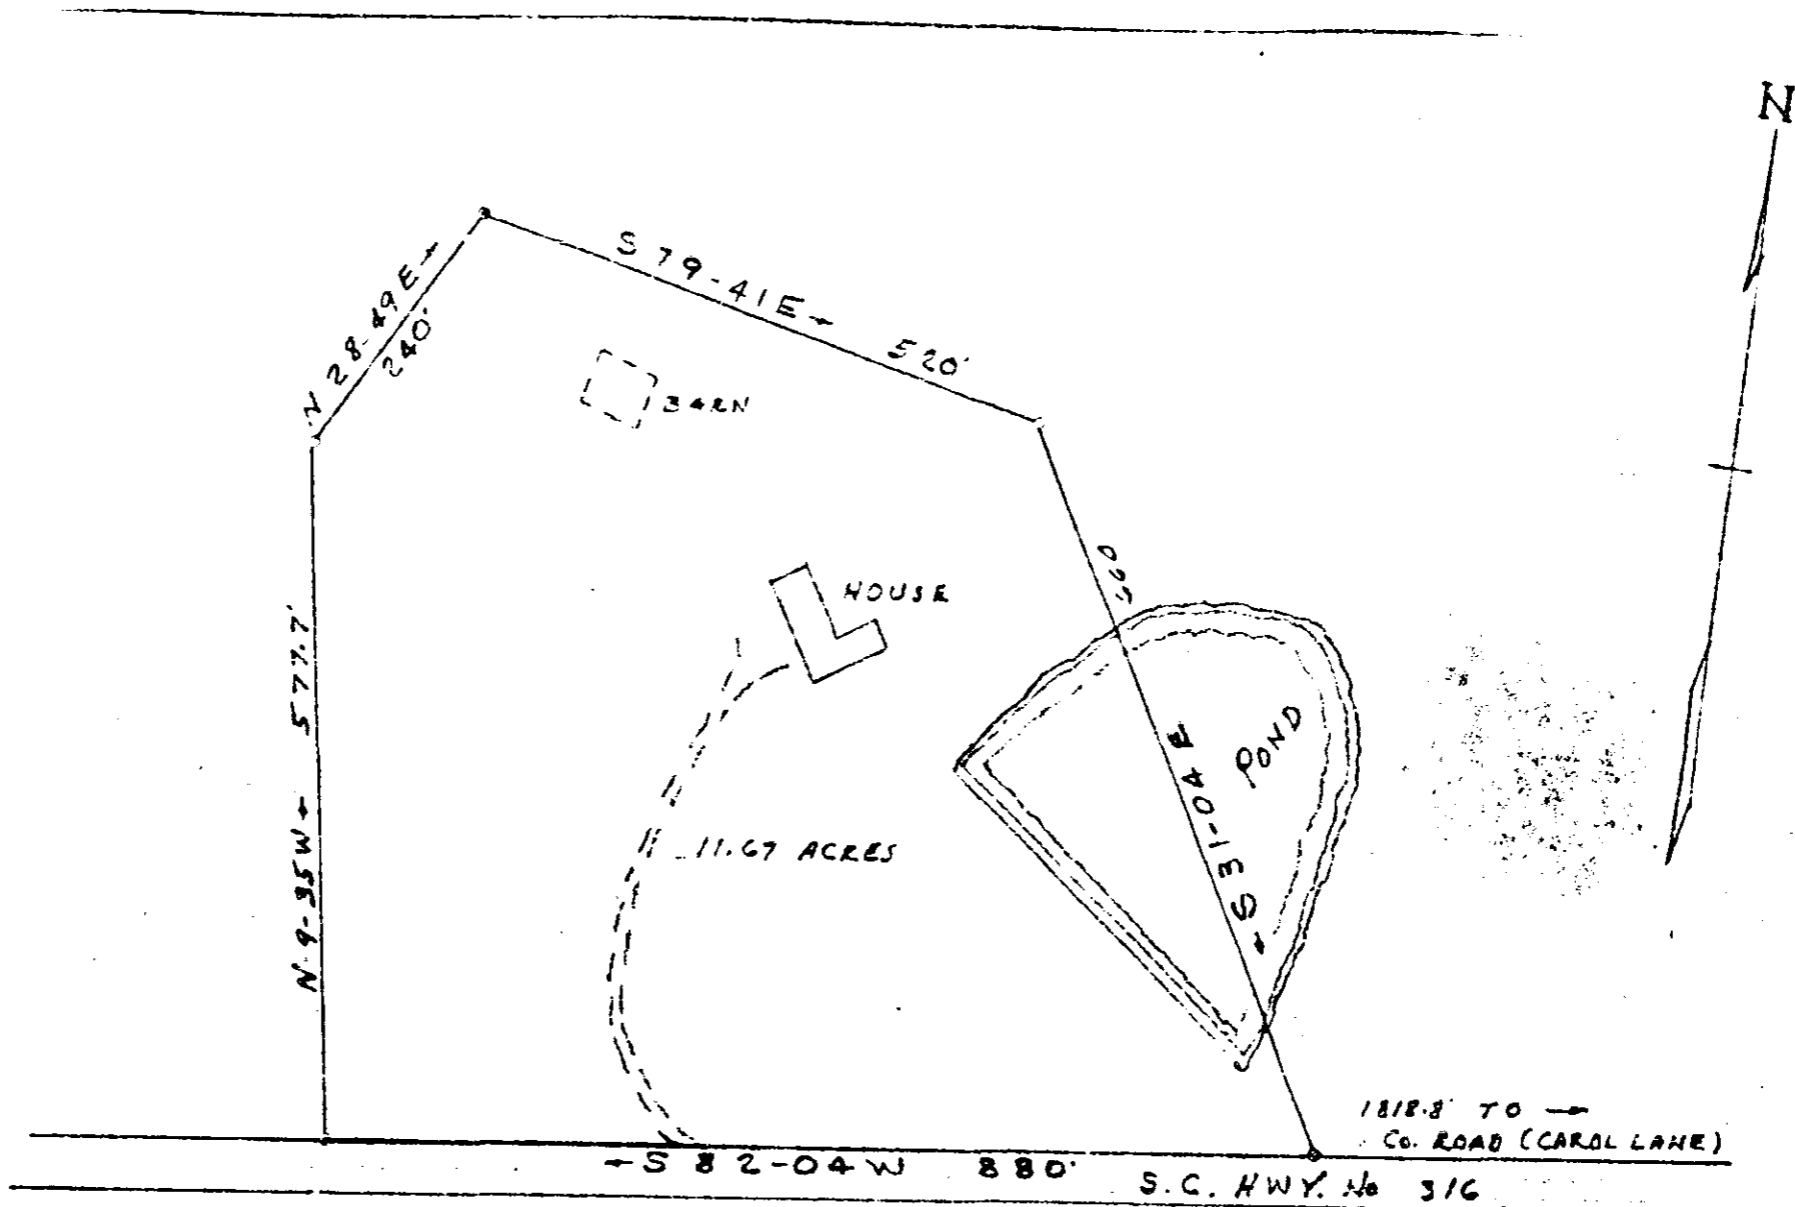 N
S 79-41E
520'
N 28-49E
240'
BARN
660
HOUSE
N 9-35W 577.7'
S 31-04 E
POND
11.67 ACRES
1818.8' TO
Co. ROAD (CAROL LANE)
S 82-04 W 880'
S.C. HWY. No 316